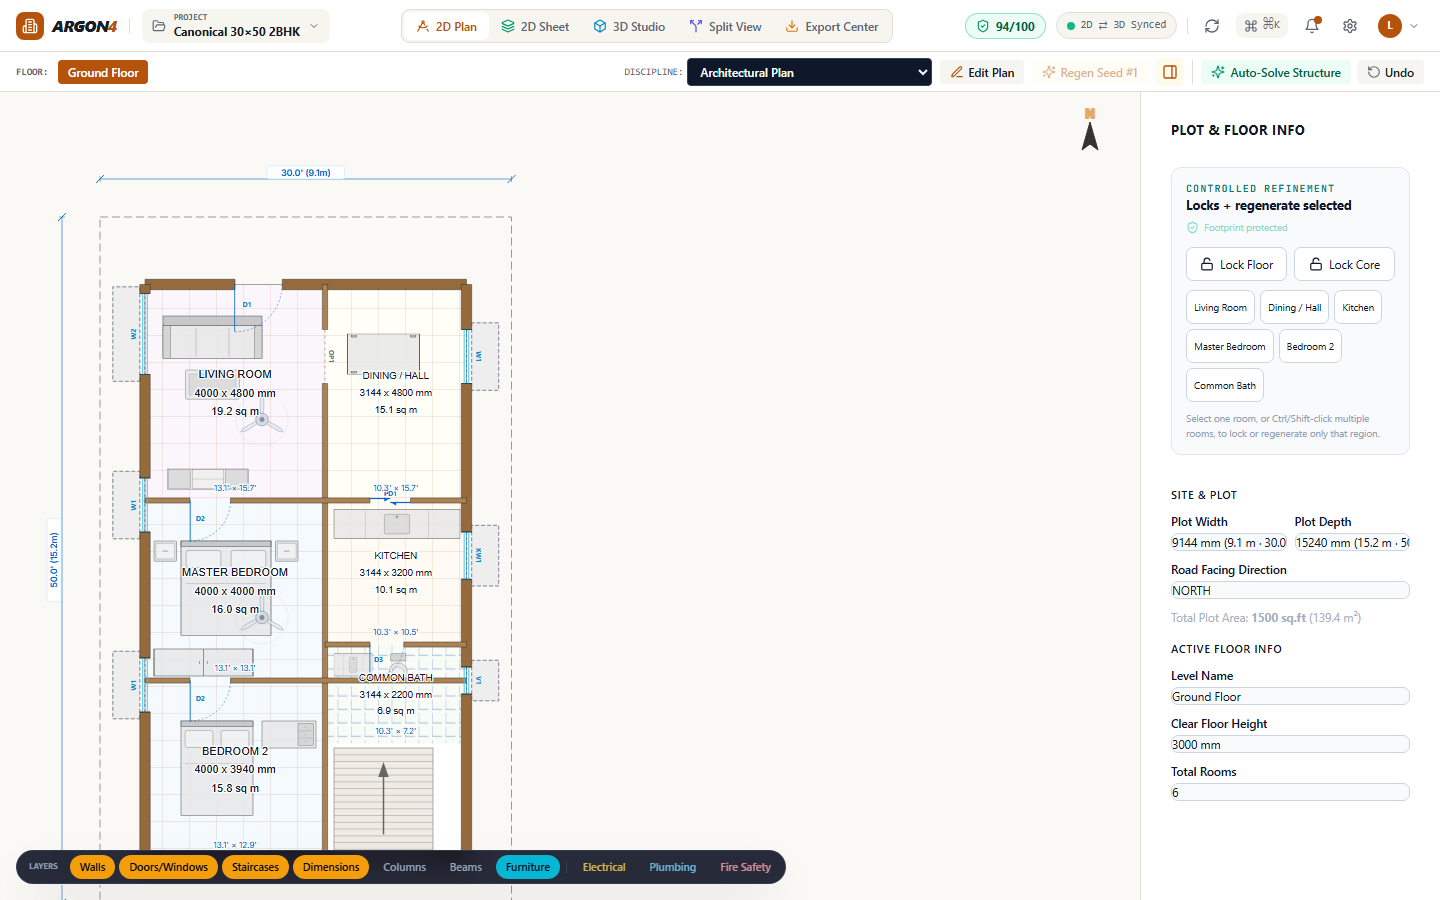 ARGON4
PROJECT
Canonical 30×50 2BHK
2D Plan
2D Sheet
3D Studio
Split View
Export Center
94/100
2D ⇄ 3D Synced
⌘ ⌘K
L
FLOOR:
Ground Floor
DISCIPLINE:
Architectural Plan
Edit Plan
Regen Seed #1
Auto-Solve Structure
Undo
N
30.0' (9.1m)
50.0' (15.2m)
D1
W2
OP1
W1
LIVING ROOM
4000 x 4800 mm
19.2 sq m
DINING / HALL
3144 x 4800 mm
15.1 sq m
13.1' × 15.7'
10.3' × 15.7'
PD1
W1
D2
KW1
KITCHEN
3144 x 3200 mm
10.1 sq m
MASTER BEDROOM
4000 x 4000 mm
16.0 sq m
10.3' × 10.5'
13.1' × 13.1'
W1
D3
V1
COMMON BATH
3144 x 2200 mm
6.9 sq m
10.3' × 7.2'
D2
BEDROOM 2
4000 x 3940 mm
15.8 sq m
13.1' × 12.9'
LAYERS
Walls
Doors/Windows
Staircases
Dimensions
Columns
Beams
Furniture
Electrical
Plumbing
Fire Safety
PLOT & FLOOR INFO
CONTROLLED REFINEMENT
Locks + regenerate selected
Footprint protected
Lock Floor
Lock Core
Living Room
Dining / Hall
Kitchen
Master Bedroom
Bedroom 2
Common Bath
Select one room, or Ctrl/Shift-click multiple
rooms, to lock or regenerate only that region.
SITE & PLOT
Plot Width
Plot Depth
9144 mm (9.1 m · 30.0
15240 mm (15.2 m · 50
Road Facing Direction
NORTH
Total Plot Area: 1500 sq.ft (139.4 m²)
ACTIVE FLOOR INFO
Level Name
Ground Floor
Clear Floor Height
3000 mm
Total Rooms
6